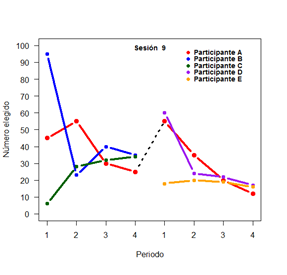 Sesión 9
Participante A
Participante B
Participante C
Participante D
Participante E
Número elegido
100
90
80
70
60
50
40
30
20
10
0
1 2 3 4 1 2 3 4
Periodo